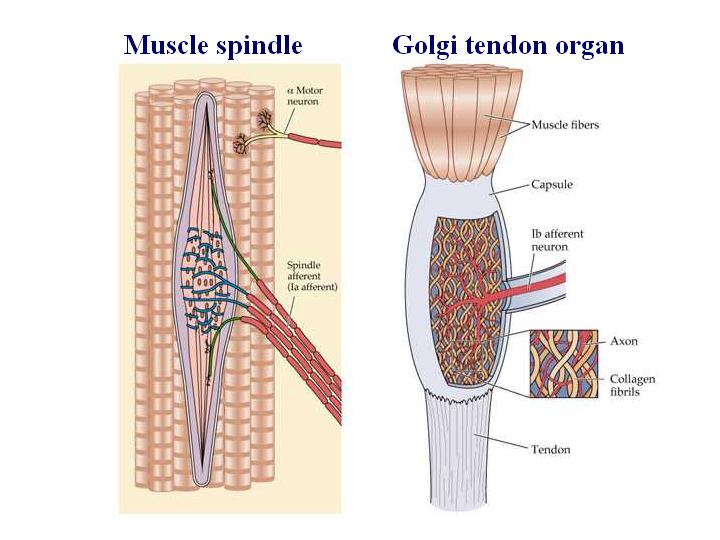 Muscle spindle
Golgi tendon organ
α Motor
neuron
Spindle
afferent
(Ia afferent)
Muscle fibers
Capsule
Ib afferent
neuron
Axon
Collagen
fibrils
Tendon